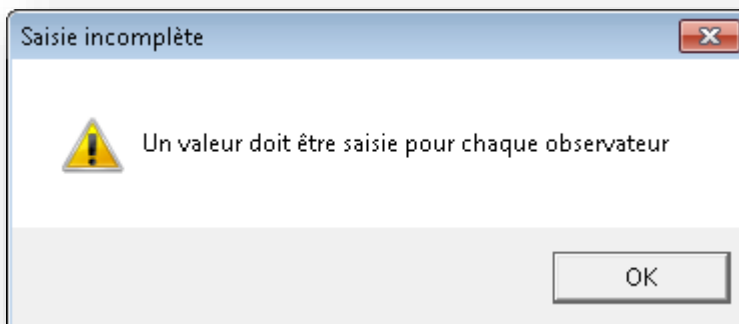 Saisie incomplète
Un valeur doit être saisie pour chaque observateur
OK